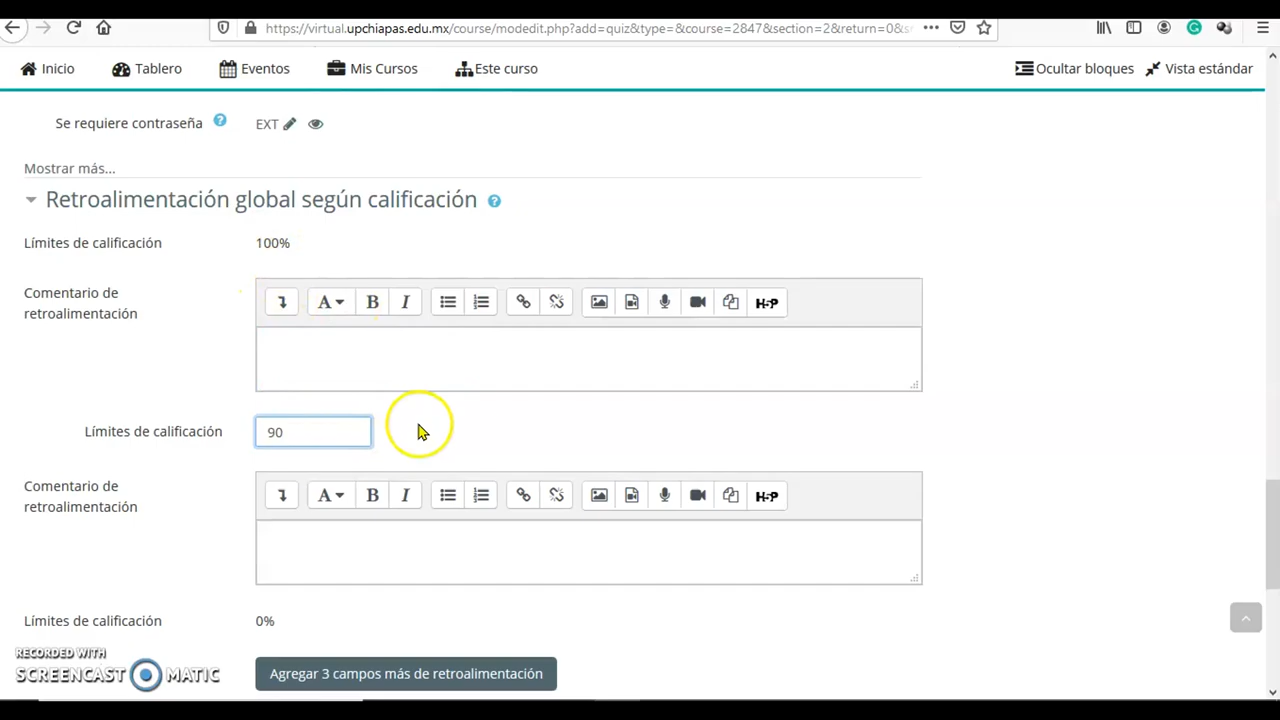 https://virtual.upchiapas.edu.mx/course/modedit.php?add=quiz&type=&course=2847&section=2&return=0&s
Inicio Tablero Eventos Mis Cursos Este curso Ocultar bloques Vista estándar
Se requiere contraseña EXT
Mostrar más...
Retroalimentación global según calificación
Límites de calificación 100%
Comentario de
retroalimentación
A B I H5P
Límites de calificación 90
Comentario de
retroalimentación
A B I H5P
Límites de calificación 0%
RECORDED WITH
SCREENCAST MATIC
Agregar 3 campos más de retroalimentación